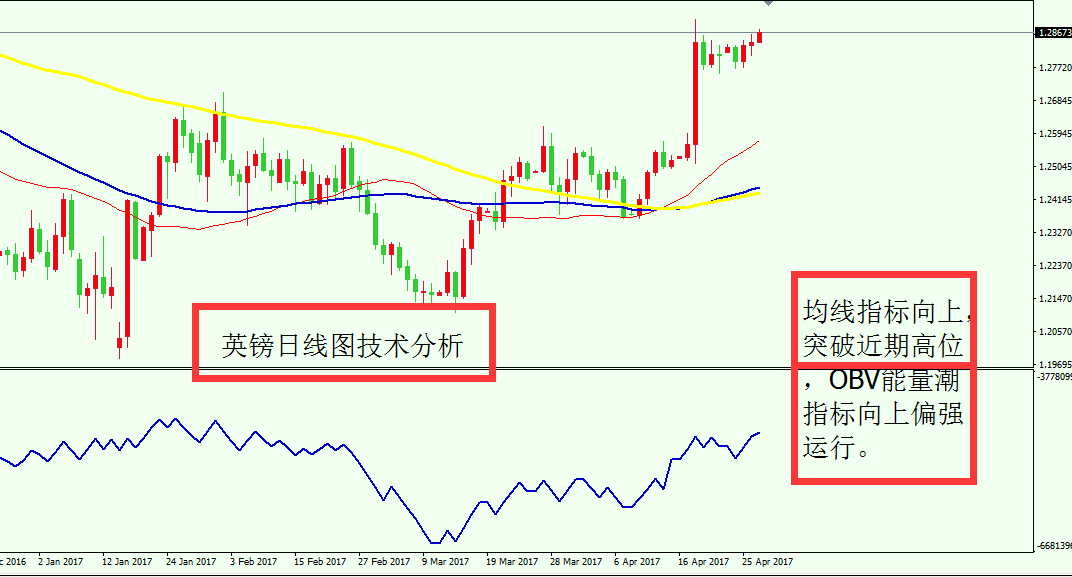 1.28673
1.27720
1.26845
1.25945
1.25045
1.24145
1.23270
1.22370
1.21470
1.20570
1.19695
英镑日线图技术分析
均线指标向上，
突破近期高位
，OBV能量潮
指标向上偏强
运行。
-3778099
-6681396
c 2016
2 Jan 2017
12 Jan 2017
24 Jan 2017
3 Feb 2017
15 Feb 2017
27 Feb 2017
9 Mar 2017
19 Mar 2017
28 Mar 2017
6 Apr 2017
16 Apr 2017
25 Apr 2017